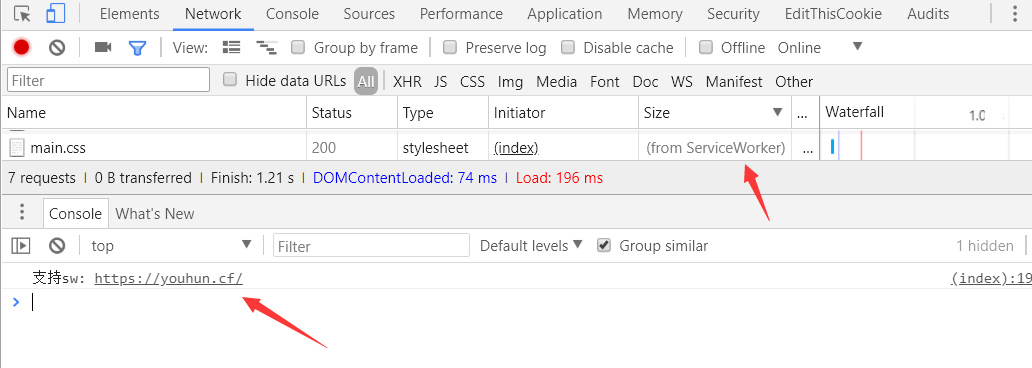 Elements Network Console Sources Performance Application Memory Security EditThisCookie Audits
View: Group by frame Preserve log Disable cache Offline Online
Filter Hide data URLs All XHR JS CSS Img Media Font Doc WS Manifest Other
Name Status Type Initiator Size ... Waterfall 1.0
main.css 200 stylesheet (index) (from ServiceWorker) ...
7 requests | 0 B transferred | Finish: 1.21 s | DOMContentLoaded: 74 ms | Load: 196 ms
Console What's New
top Filter Default levels Group similar 1 hidden
支持sw: https://youhun.cf/ (index):19